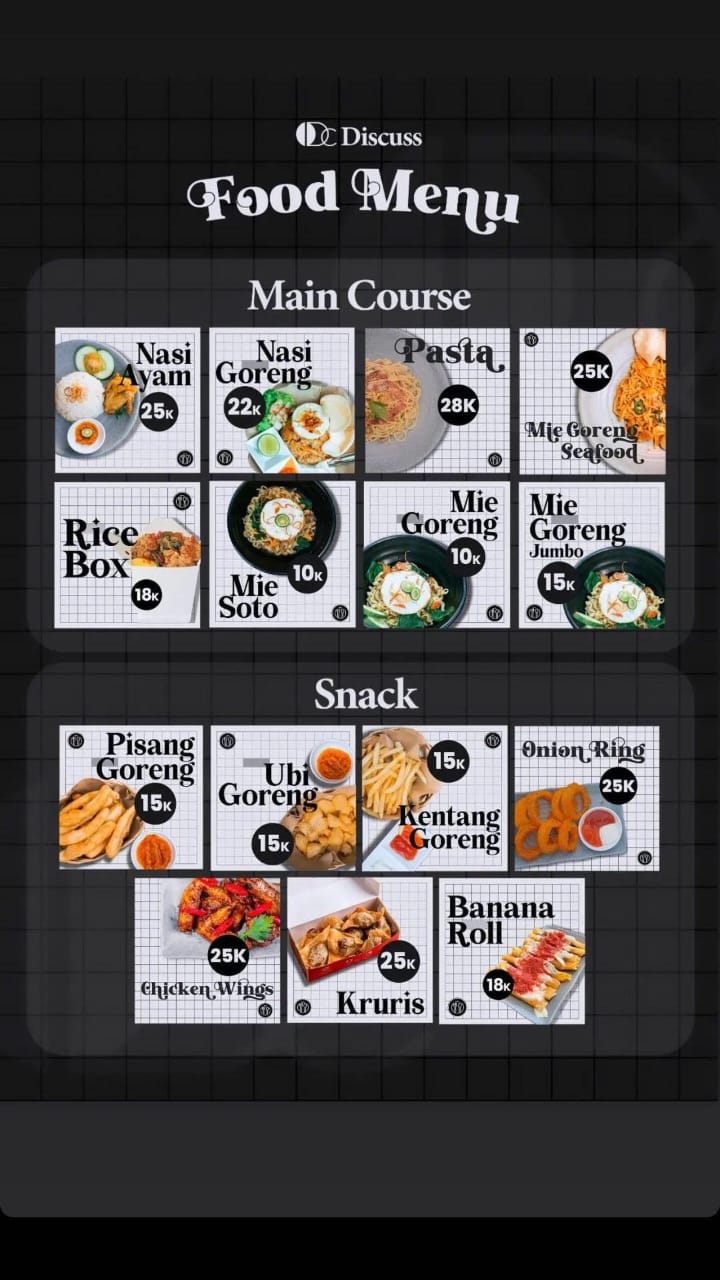 Discuss
Food Menu
Main Course
Nasi
Ayam
25K
Nasi
Goreng
22K
Pasta
28K
25K
Mie Goreng
Seafood
Rice
Box
18K
Mie
Soto
10K
Mie
Goreng
10K
Mie
Goreng
Jumbo
15K
Snack
Pisang
Goreng
15K
Ubi
Goreng
15K
15K
Kentang
Goreng
Onion Ring
25K
25K
Chicken Wings
25K
Kruris
Banana
Roll
18K